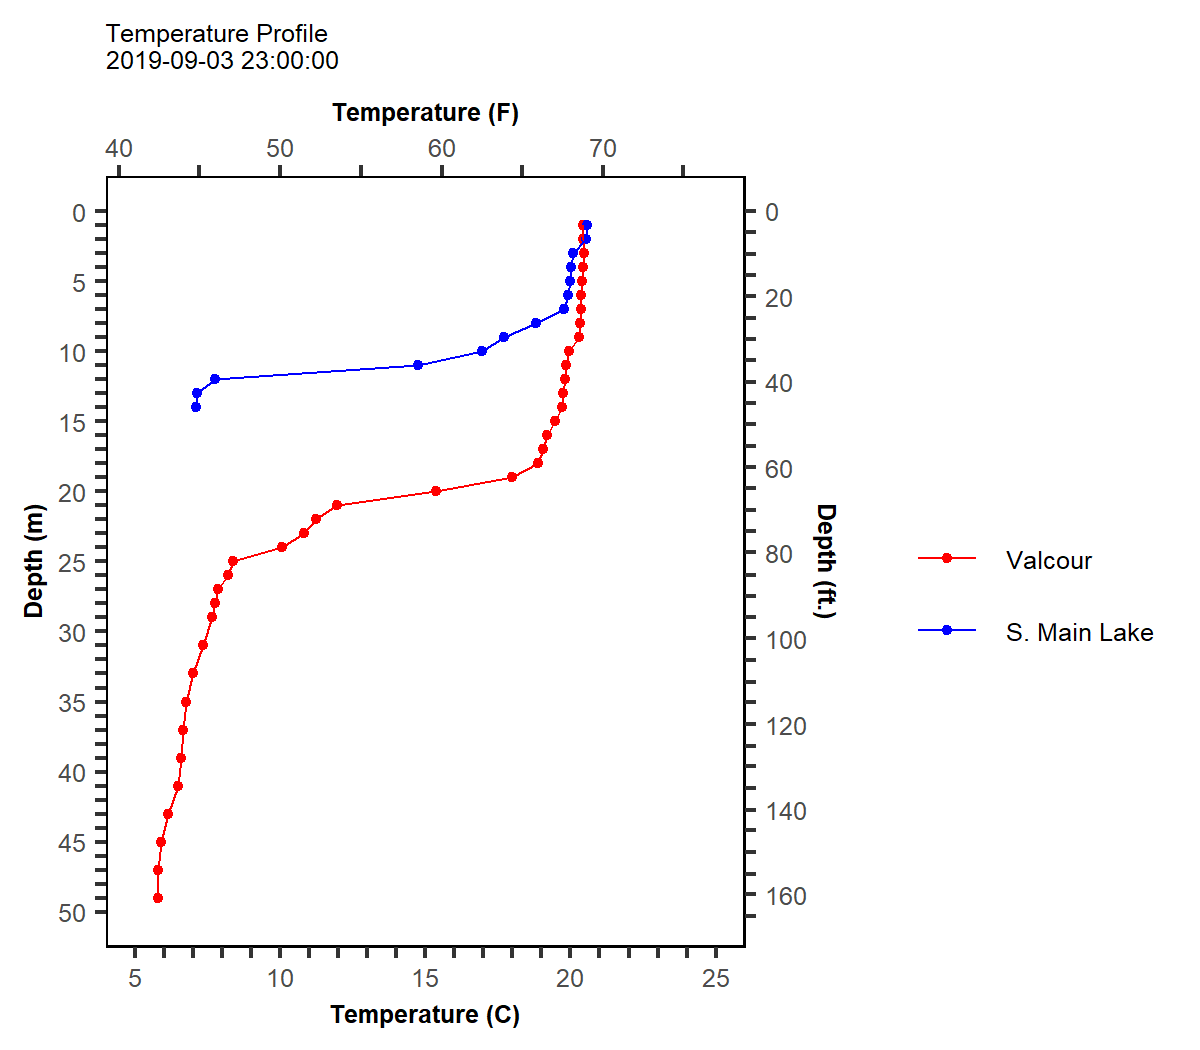 Temperature Profile
2019-09-03 23:00:00
Temperature (F)
40 50 60 70
0
5
10
15
20
25
30
35
40
45
50
Depth (m)
0
20
40
60
80
100
120
140
160
Depth (ft.)
Valcour
S. Main Lake
5 10 15 20 25
Temperature (C)